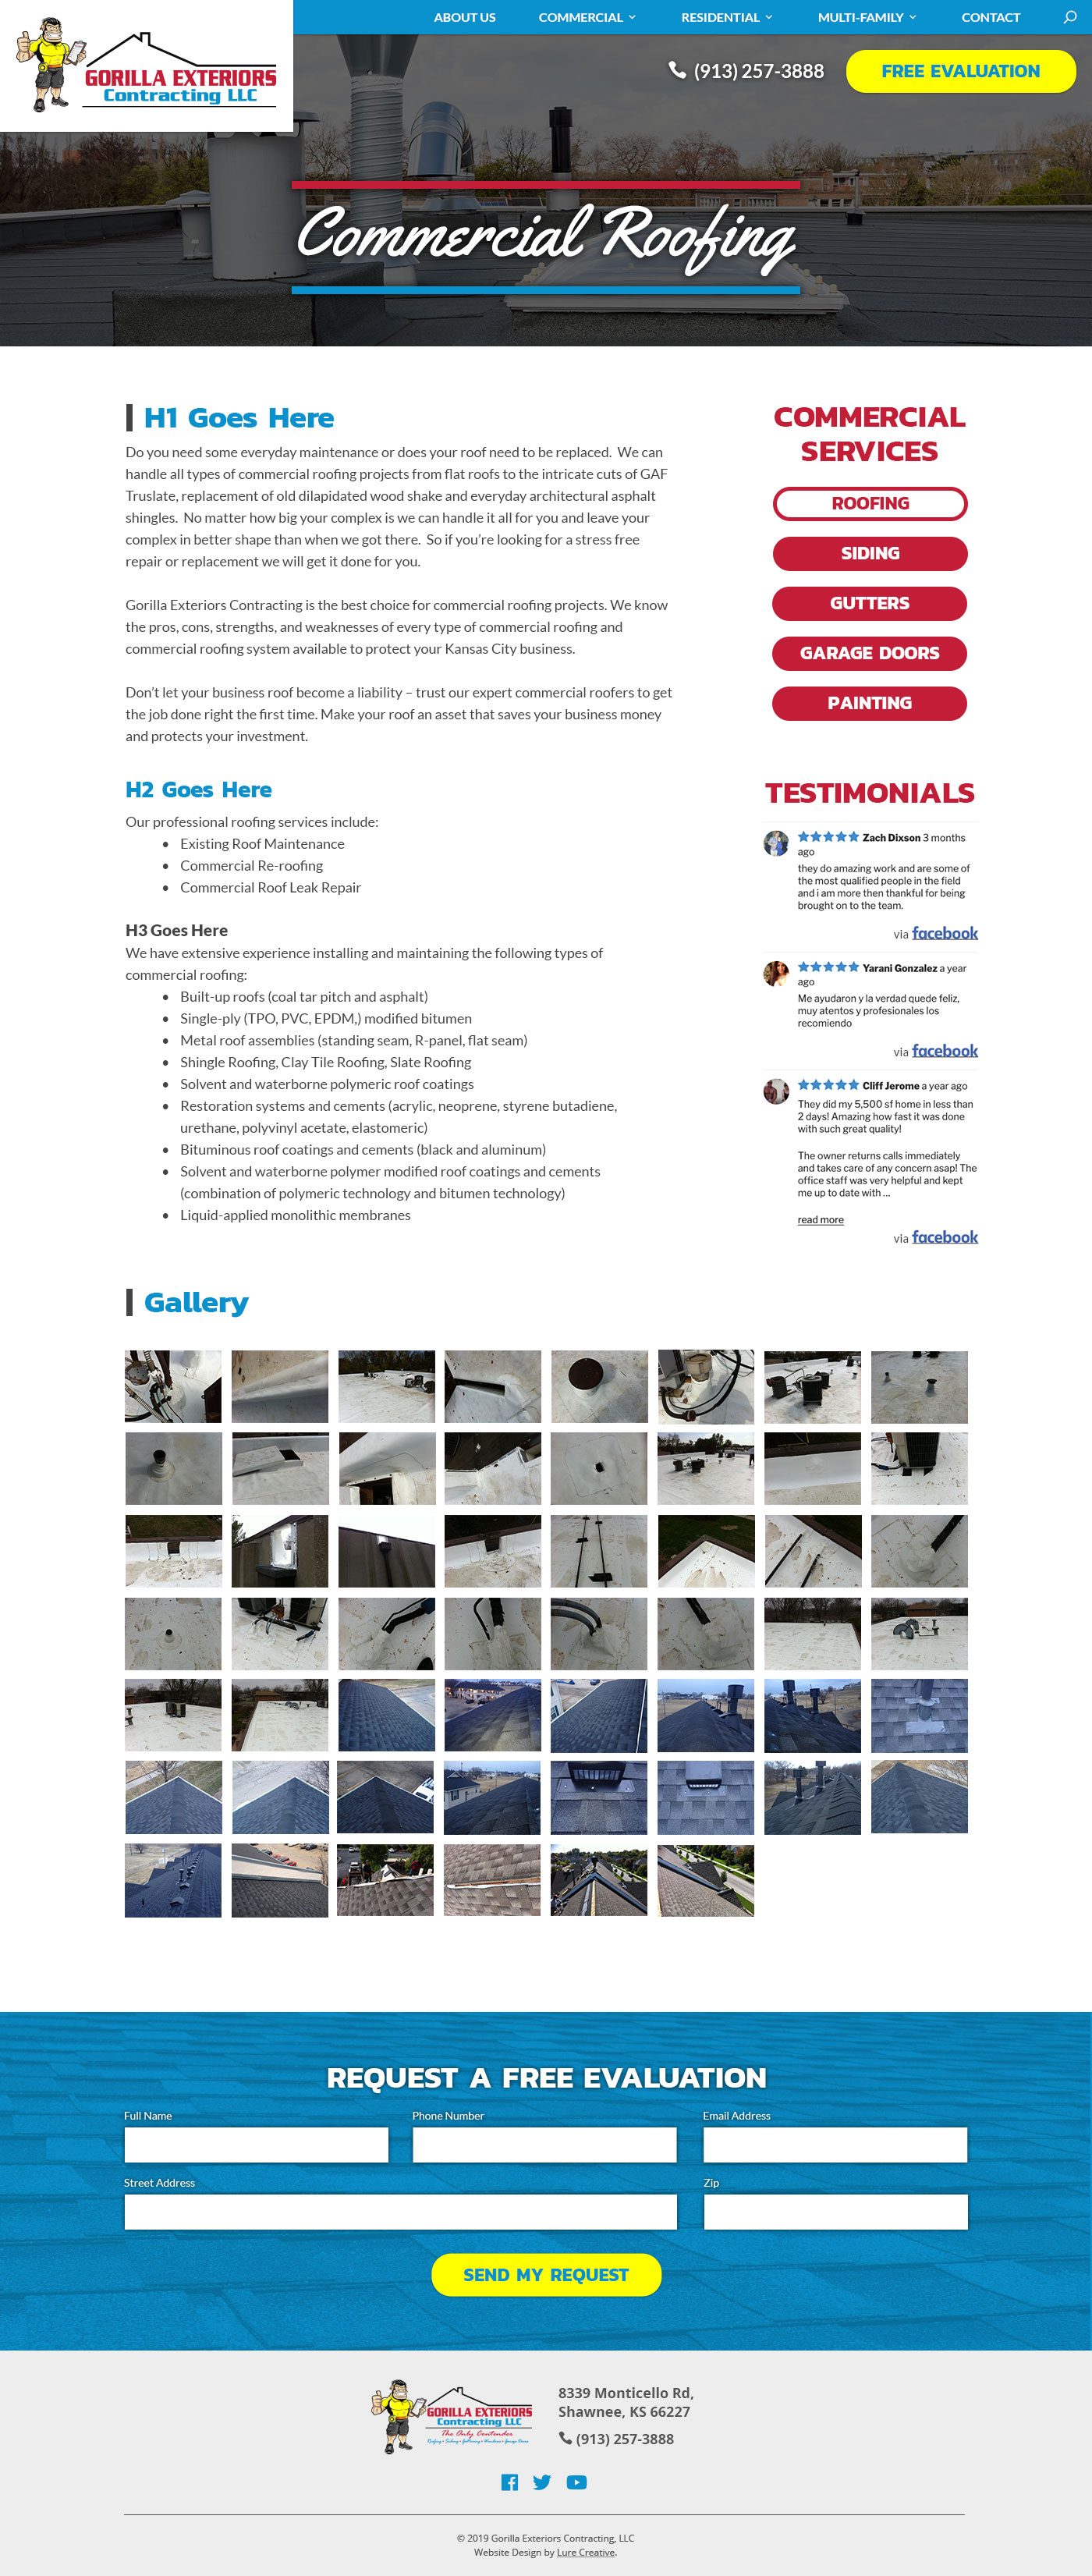 GORILLA EXTERIORS
Contracting LLC
ABOUT US
COMMERCIAL
RESIDENTIAL
MULTI-FAMILY
CONTACT
(913) 257-3888
FREE EVALUATION
Commercial Roofing
H1 Goes Here
Do you need some everyday maintenance or does your roof need to be replaced.  We can
handle all types of commercial roofing projects from flat roofs to the intricate cuts of GAF
Truslate, replacement of old dilapidated wood shake and everyday architectural asphalt
shingles.  No matter how big your complex is we can handle it all for you and leave your
complex in better shape than when we got there.  So if you’re looking for a stress free
repair or replacement we will get it done for you.
Gorilla Exteriors Contracting is the best choice for commercial roofing projects. We know
the pros, cons, strengths, and weaknesses of every type of commercial roofing and
commercial roofing system available to protect your Kansas City business.
Don’t let your business roof become a liability – trust our expert commercial roofers to get
the job done right the first time. Make your roof an asset that saves your business money
and protects your investment.
H2 Goes Here
Our professional roofing services include:
• Existing Roof Maintenance
• Commercial Re-roofing
• Commercial Roof Leak Repair
H3 Goes Here
We have extensive experience installing and maintaining the following types of
commercial roofing:
• Built-up roofs (coal tar pitch and asphalt)
• Single-ply (TPO, PVC, EPDM,) modified bitumen
• Metal roof assemblies (standing seam, R-panel, flat seam)
• Shingle Roofing, Clay Tile Roofing, Slate Roofing
• Solvent and waterborne polymeric roof coatings
• Restoration systems and cements (acrylic, neoprene, styrene butadiene,
urethane, polyvinyl acetate, elastomeric)
• Bituminous roof coatings and cements (black and aluminum)
• Solvent and waterborne polymer modified roof coatings and cements
(combination of polymeric technology and bitumen technology)
• Liquid-applied monolithic membranes
COMMERCIAL
SERVICES
ROOFING
SIDING
GUTTERS
GARAGE DOORS
PAINTING
TESTIMONIALS
Zach Dixson 3 months
ago
they do amazing work and are some of
the most qualified people in the field
and i am more then thankful for being
brought on to the team.
via facebook
Yarani Gonzalez a year
ago
Me ayudaron y la verdad quede feliz,
muy atentos y profesionales los
recomiendo
via facebook
Cliff Jerome a year ago
They did my 5,500 sf home in less than
2 days! Amazing how fast it was done
with such great quality!
The owner returns calls immediately
and takes care of any concern asap! The
office staff was very helpful and kept
me up to date with ...
read more
via facebook
Gallery
REQUEST A FREE EVALUATION
Full Name
Phone Number
Email Address
Street Address
Zip
SEND MY REQUEST
GORILLA EXTERIORS
Contracting LLC
The Only Contender
Roofing • Siding • Guttering • Windows • Garage Doors
8339 Monticello Rd,
Shawnee, KS 66227
(913) 257-3888
© 2019 Gorilla Exteriors Contracting, LLC
Website Design by Lure Creative.